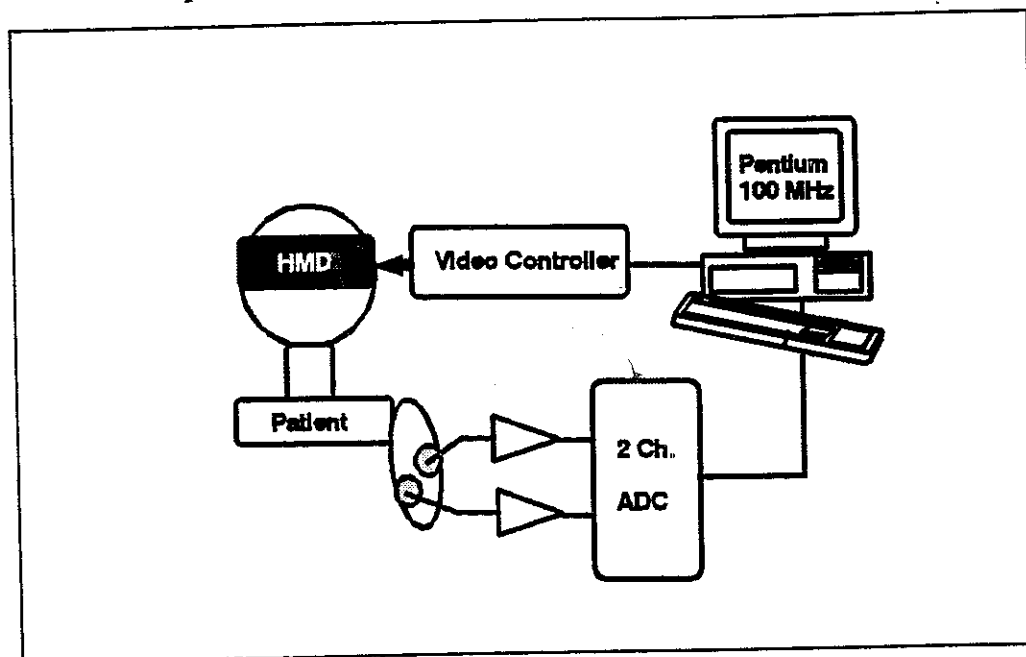 Pentium
100 MHz
HMD
Video Controller
Patient
2 Ch.
ADC